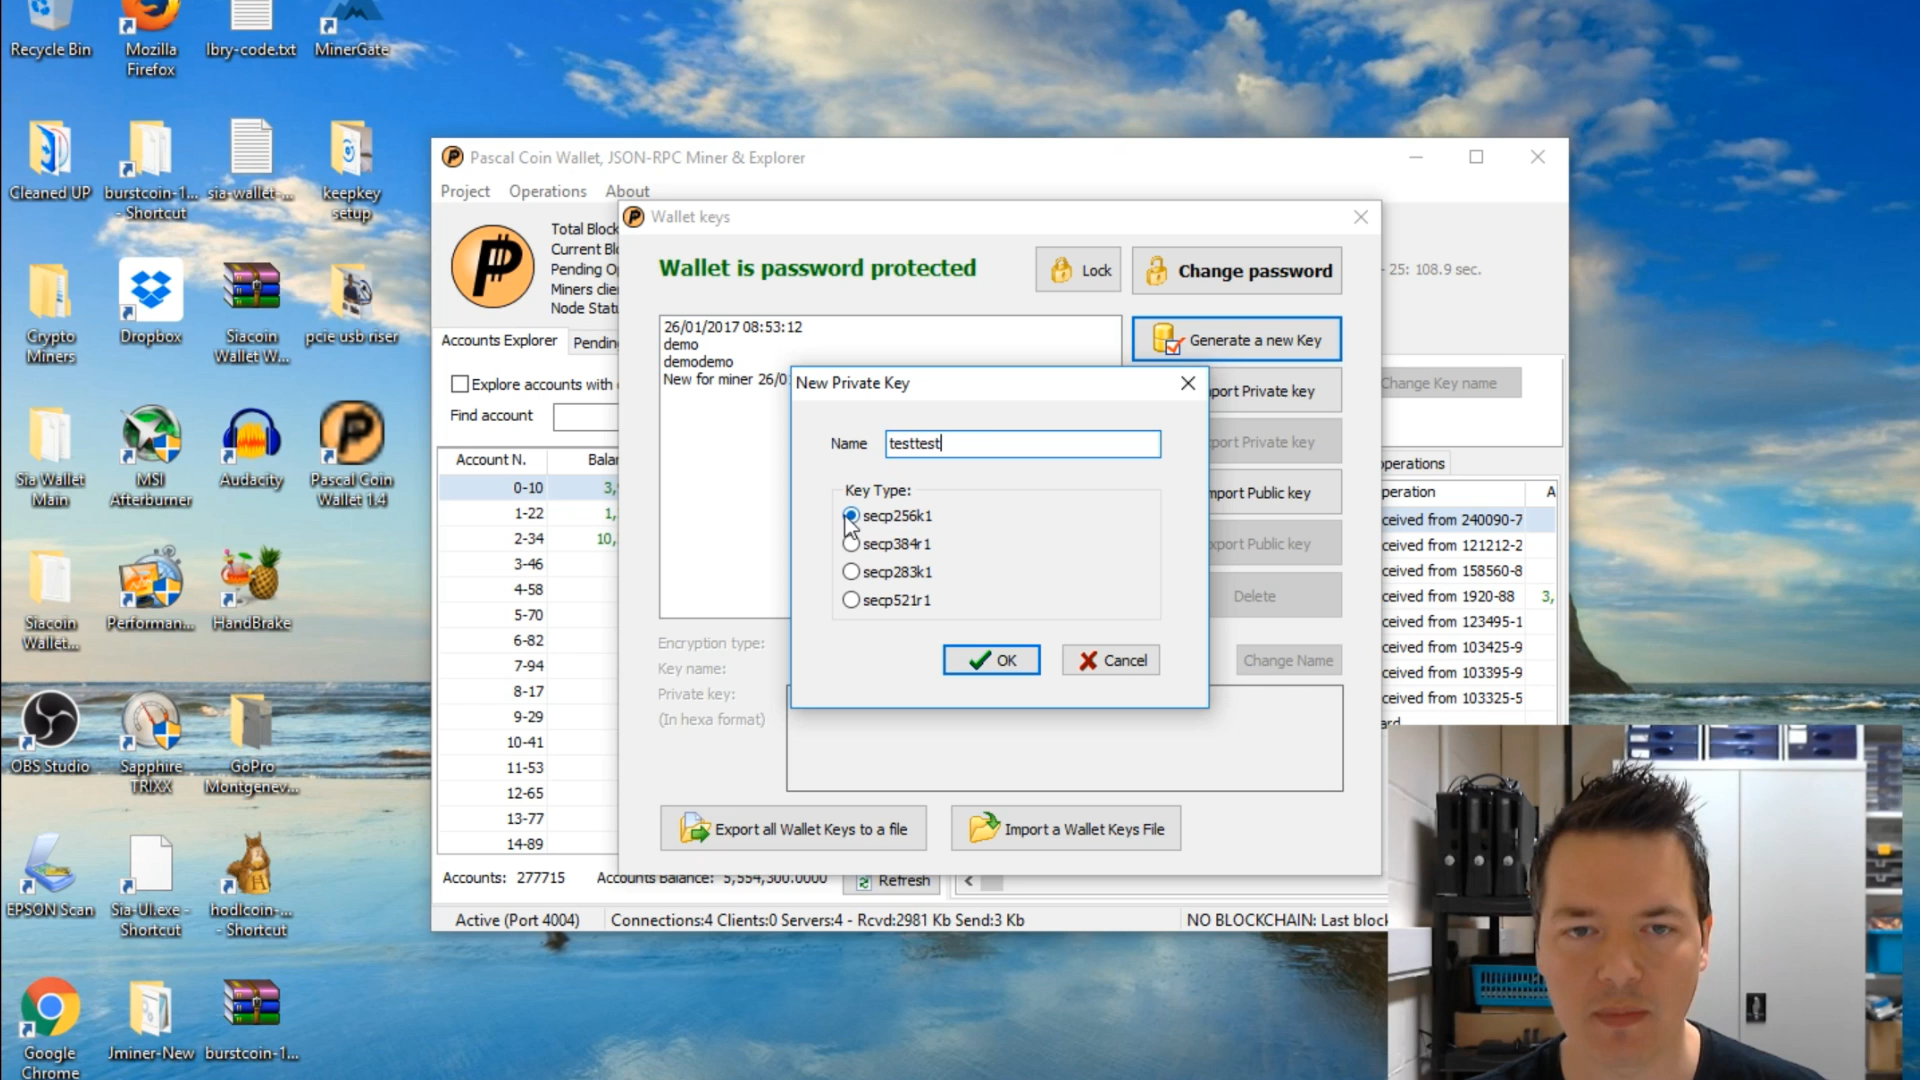 Recycle Bin
Mozilla
Firefox
lbry-code.txt
MinerGate
Cleaned UP
burstcoin-1...
- Shortcut
sia-wallet-...
keepkey
setup
Crypto
Miners
Dropbox
Siacoin
Wallet W...
pcie usb riser
Sia Wallet
Main
MSI
Afterburner
Audacity
Pascal Coin
Wallet 1.4
Siacoin
Wallet...
Performan...
HandBrake
OBS Studio
Sapphire
TRIXX
GoPro
Montgenev...
EPSON Scan
Sia-UI.exe -
Shortcut
hodlcoin-...
- Shortcut
Google
Chrome
Jminer-New
burstcoin-1...
Pascal Coin Wallet, JSON-RPC Miner & Explorer
Project Operations About
Total Block
Current Blo
Pending Op
Miners clie
Node Statu
- 25: 108.9 sec.
Accounts Explorer
Pending
Explore accounts with
Find account
Change Key name
Account N. Balan
0-10 3,
1-22 1,
2-34 10,
3-46
4-58
5-70
6-82
7-94
8-17
9-29
10-41
11-53
12-65
13-77
14-89
Accounts: 277715 Accounts Balance: 5,554,300.0000 Refresh
Active (Port 4004) Connections:4 Clients:0 Servers:4 - Rcvd:2981 Kb Send:3 Kb NO BLOCKCHAIN: Last block
operations
peration A
ceived from 240090-7
ceived from 121212-2
ceived from 158560-8
ceived from 1920-88 3,
ceived from 123495-1
ceived from 103425-9
ceived from 103395-9
ceived from 103325-5
ard
Wallet keys
Wallet is password protected
Lock
Change password
26/01/2017 08:53:12
demo
demodemo
New for miner 26/0
Generate a new Key
port Private key
xport Private key
mport Public key
xport Public key
Delete
Encryption type:
Key name:
Private key:
(In hexa format)
Change Name
Export all Wallet Keys to a file
Import a Wallet Keys File
New Private Key
Name testtest
Key Type:
secp256k1
secp384r1
secp283k1
secp521r1
OK
Cancel